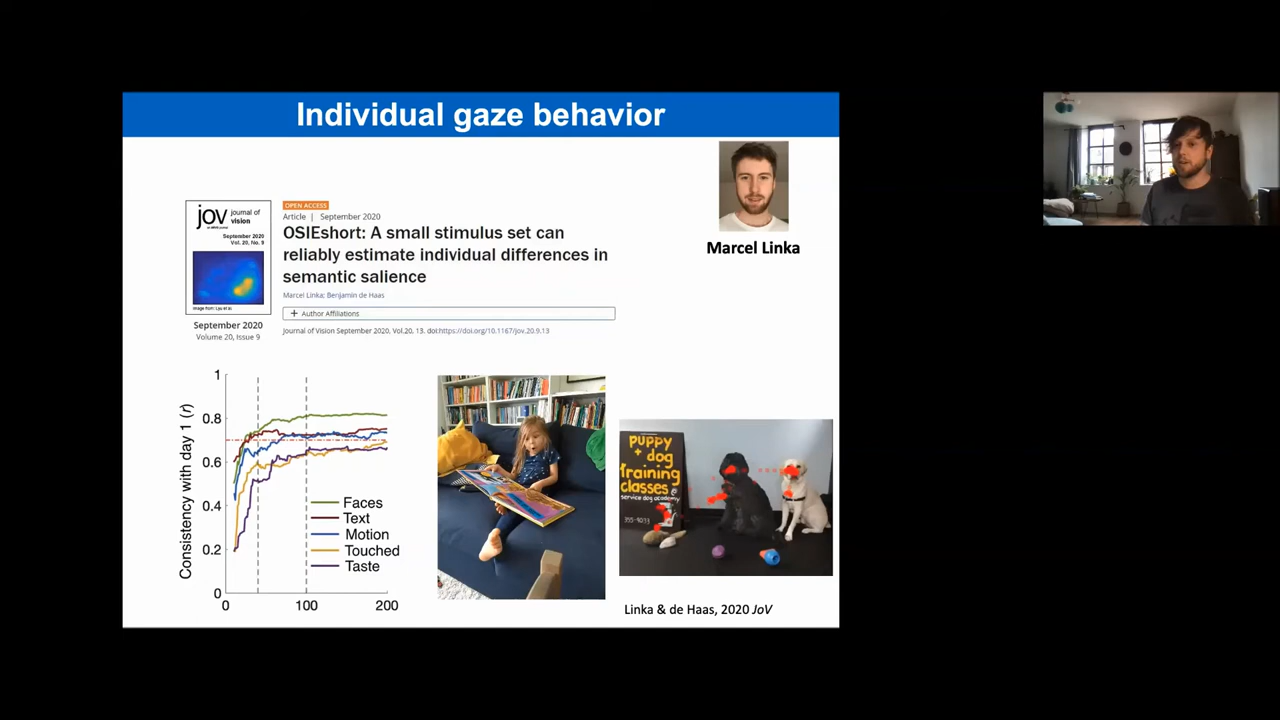 Individual gaze behavior
Marcel Linka
jov journal of
vision
September 2020
Vol. 20, No. 9
September 2020
Volume 20, Issue 9
OPEN ACCESS
Article | September 2020
OSIEshort: A small stimulus set can
reliably estimate individual differences in
semantic salience
Marcel Linka; Benjamin de Haas
+ Author Affiliations
Journal of Vision September 2020, Vol.20, 13. doi:https://doi.org/10.1167/jov.20.9.13
Consistency with day 1 (r)
1
0.8
0.6
0.4
0.2
0
0
100
200
Faces
Text
Motion
Touched
Taste
puppy
+ dog
training
classes@
service dog academy
355-9033
Linka & de Haas, 2020 JoV